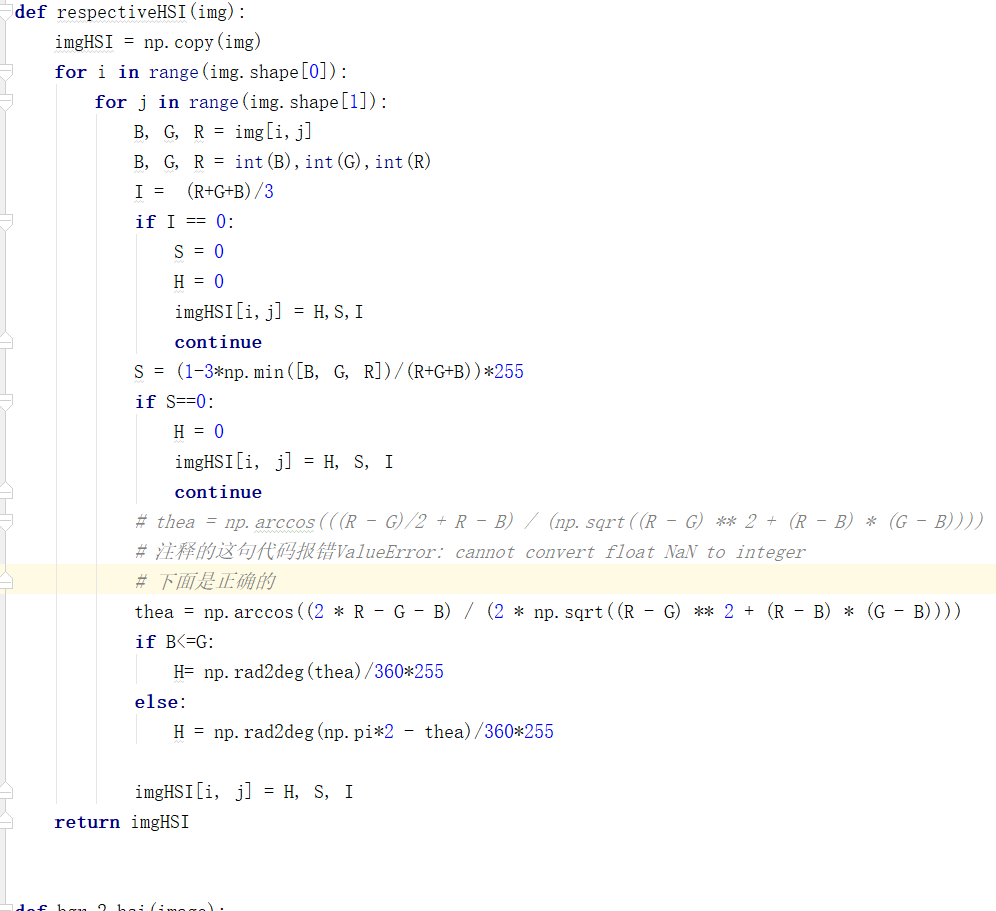 def respectiveHSI(img):
    imgHSI = np.copy(img)
    for i in range(img.shape[0]):
        for j in range(img.shape[1]):
            B, G, R = img[i,j]
            B, G, R = int(B),int(G),int(R)
            I =  (R+G+B)/3
            if I == 0:
                S = 0
                H = 0
                imgHSI[i,j] = H,S,I
                continue
            S = (1-3*np.min([B, G, R])/(R+G+B))*255
            if S==0:
                H = 0
                imgHSI[i, j] = H, S, I
                continue
            # thea = np.arccos(((R - G)/2 + R - B) / (np.sqrt((R - G) ** 2 + (R - B) * (G - B))))
            # 注释的这句代码报错ValueError: cannot convert float NaN to integer
            # 下面是正确的
            thea = np.arccos((2 * R - G - B) / (2 * np.sqrt((R - G) ** 2 + (R - B) * (G - B))))
            if B<=G:
                H= np.rad2deg(thea)/360*255
            else:
                H = np.rad2deg(np.pi*2 - thea)/360*255
            imgHSI[i, j] = H, S, I
    return imgHSI
def bgr_2_hsi(image):